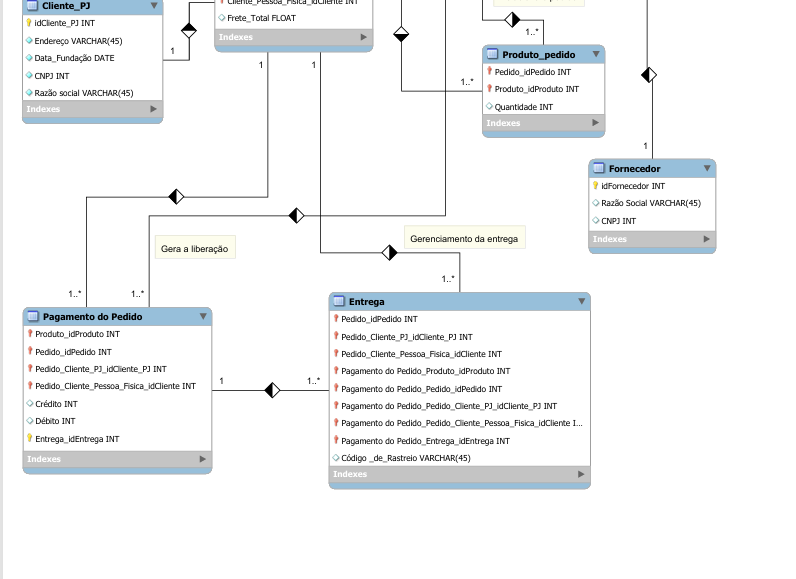 Cliente_PJ
idCliente_PJ INT
Endereço VARCHAR(45)
Data_Fundação DATE
CNPJ INT
Razão social VARCHAR(45)
Indexes
1
Cliente_Pessoa_Fisica_idCliente INT
Frete_Total FLOAT
Indexes
1
1
1..*
Produto_pedido
Pedido_idPedido INT
Produto_idProduto INT
Quantidade INT
Indexes
1..*
1
Fornecedor
idFornecedor INT
Razão Social VARCHAR(45)
CNPJ INT
Indexes
Gera a liberação
Gerenciamento da entrega
1..*
1..*
1..*
Pagamento do Pedido
Produto_idProduto INT
Pedido_idPedido INT
Pedido_Cliente_PJ_idCliente_PJ INT
Pedido_Cliente_Pessoa_Fisica_idCliente INT
Crédito INT
Débito INT
Entrega_idEntrega INT
Indexes
1
1..*
Entrega
Pedido_idPedido INT
Pedido_Cliente_PJ_idCliente_PJ INT
Pedido_Cliente_Pessoa_Fisica_idCliente INT
Pagamento do Pedido_Produto_idProduto INT
Pagamento do Pedido_Pedido_idPedido INT
Pagamento do Pedido_Pedido_Cliente_PJ_idCliente_PJ INT
Pagamento do Pedido_Pedido_Cliente_Pessoa_Fisica_idCliente I...
Pagamento do Pedido_Entrega_idEntrega INT
Código _de_Rastreio VARCHAR(45)
Indexes